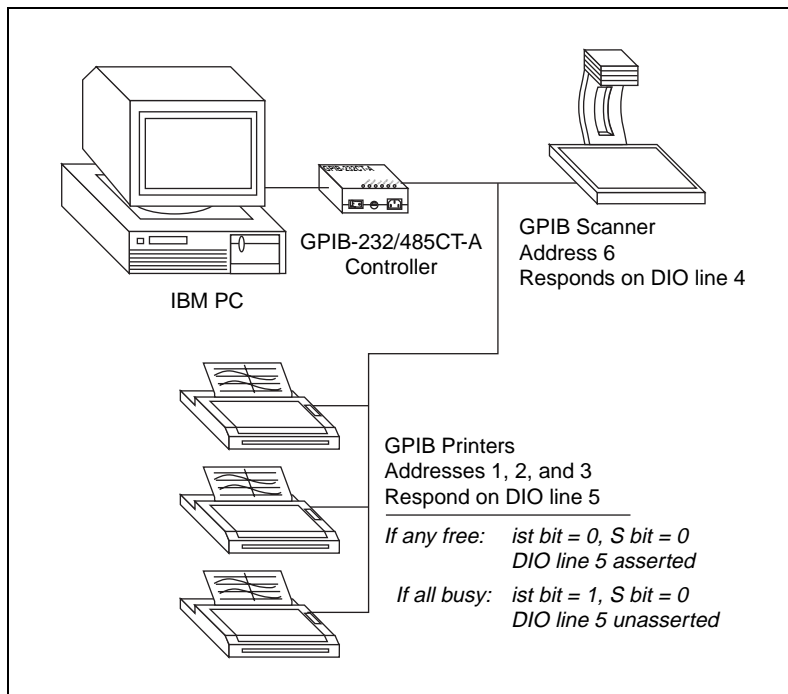 GPIB-232/485CT-A
Controller
IBM PC
GPIB Scanner
Address 6
Responds on DIO line 4
GPIB Printers
Addresses 1, 2, and 3
Respond on DIO line 5
If any free: ist bit = 0, S bit = 0
DIO line 5 asserted
If all busy: ist bit = 1, S bit = 0
DIO line 5 unasserted